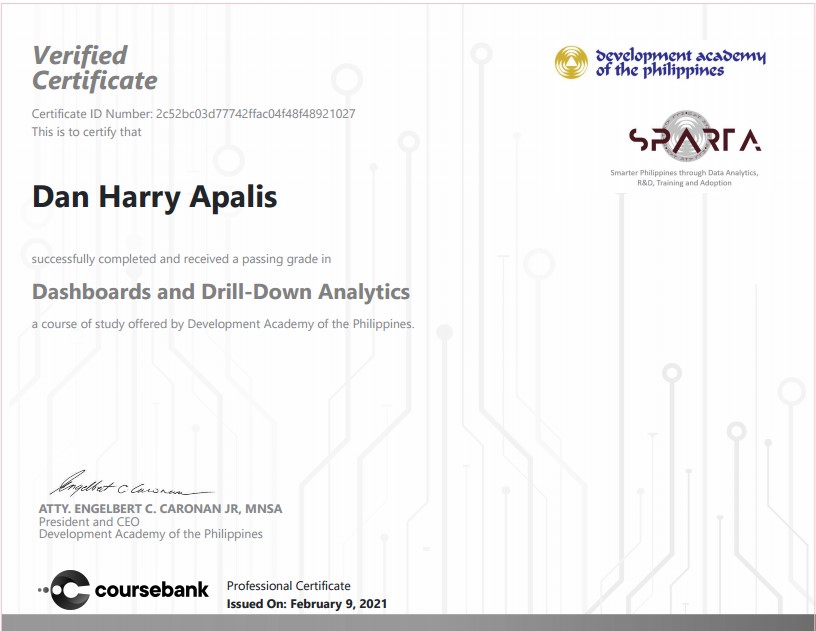 Verified
Certificate
Certificate ID Number: 2c52bc03d77742ffac04f48f48921027
This is to certify that
Dan Harry Apalis
successfully completed and received a passing grade in
Dashboards and Drill-Down Analytics
a course of study offered by Development Academy of the Philippines.
development academy
of the philippines
SPARTA
Smarter Philippines through Data Analytics,
R&D, Training and Adoption
Engelbert C Caronan
ATTY. ENGELBERT C. CARONAN JR, MNSA
President and CEO
Development Academy of the Philippines
coursebank
Professional Certificate
Issued On: February 9, 2021